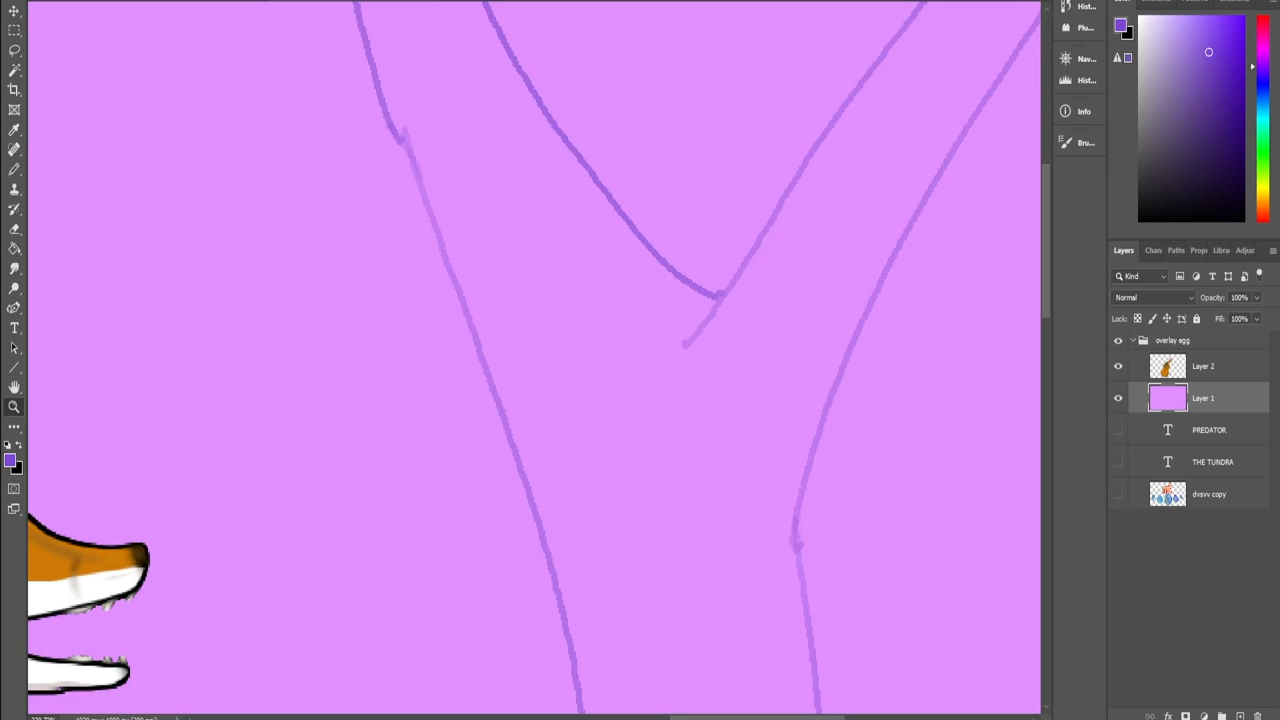 Hist...
Plu...
Nav...
Hist...
Info
Bru...
Layers
Chan
Paths
Prop
Libra
Adjus
Kind
Normal
Opacity: 100%
Lock:
Fill: 100%
overlay egg
Layer 2
Layer 1
T PREDATOR
T THE TUNDRA
dvsvv copy
fx